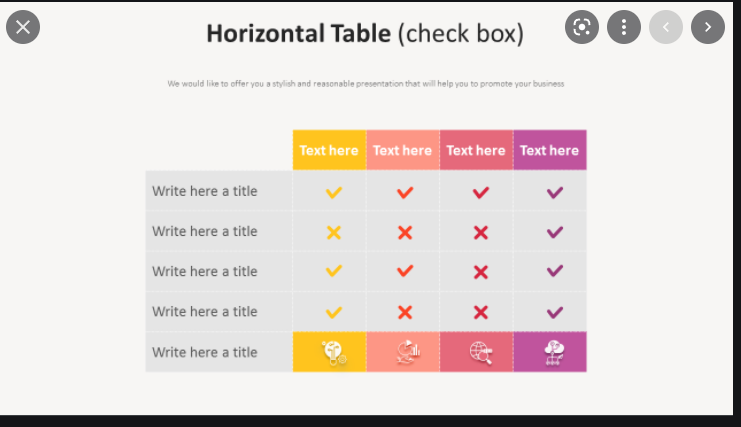 Horizontal Table (check box)
We would like to offer you a stylish and reasonable presentation that will help you to promote your business
Text here Text here Text here Text here
Write here a title
Write here a title
Write here a title
Write here a title
Write here a title